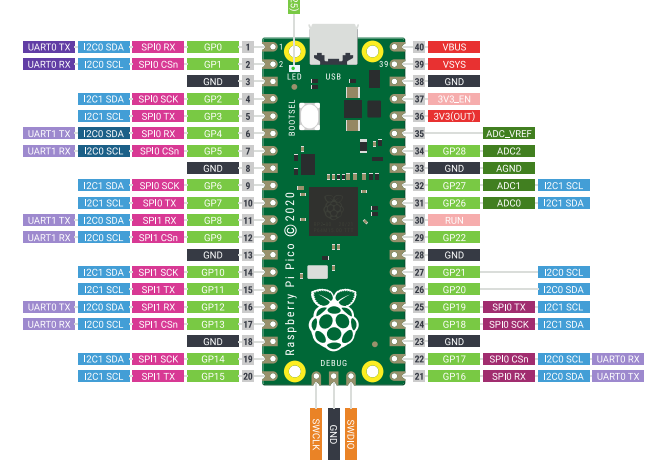 25)
UART0 TX I2C0 SDA SPI0 RX GP0 1 1 40 VBUS
UART0 RX I2C0 SCL SPI0 CSn GP1 2 2 39 39 VSYS
GND 3 LED USB 38 GND
I2C1 SDA SPI0 SCK GP2 4 37 3V3_EN
I2C1 SCL SPI0 TX GP3 5 BOOTSEL 36 3V3(OUT)
UART1 TX I2C0 SDA SPI0 RX GP4 6 35 ADC_VREF
UART1 RX I2C0 SCL SPI0 CSn GP5 7 34 GP28 ADC2
GND 8 33 GND AGND
I2C1 SDA SPI0 SCK GP6 9 32 GP27 ADC1 I2C1 SCL
I2C1 SCL SPI0 TX GP7 10 31 GP26 ADC0 I2C1 SDA
UART1 TX I2C0 SDA SPI1 RX GP8 11 30 RUN
UART1 RX I2C0 SCL SPI1 CSn GP9 12 29 GP22
GND 13 28 GND
I2C1 SDA SPI1 SCK GP10 14 27 GP21 I2C0 SCL
I2C1 SCL SPI1 TX GP11 15 26 GP20 I2C0 SDA
UART0 TX I2C0 SDA SPI1 RX GP12 16 25 GP19 SPI0 TX I2C1 SCL
UART0 RX I2C0 SCL SPI1 CSn GP13 17 24 GP18 SPI0 SCK I2C1 SDA
GND 18 23 GND
I2C1 SDA SPI1 SCK GP14 19 22 GP17 SPI0 CSn I2C0 SCL UART0 RX
I2C1 SCL SPI1 TX GP15 20 21 GP16 SPI0 RX I2C0 SDA UART0 TX
Raspberry Pi Pico © 2020
DEBUG
SWCLK
GND
SWDIO